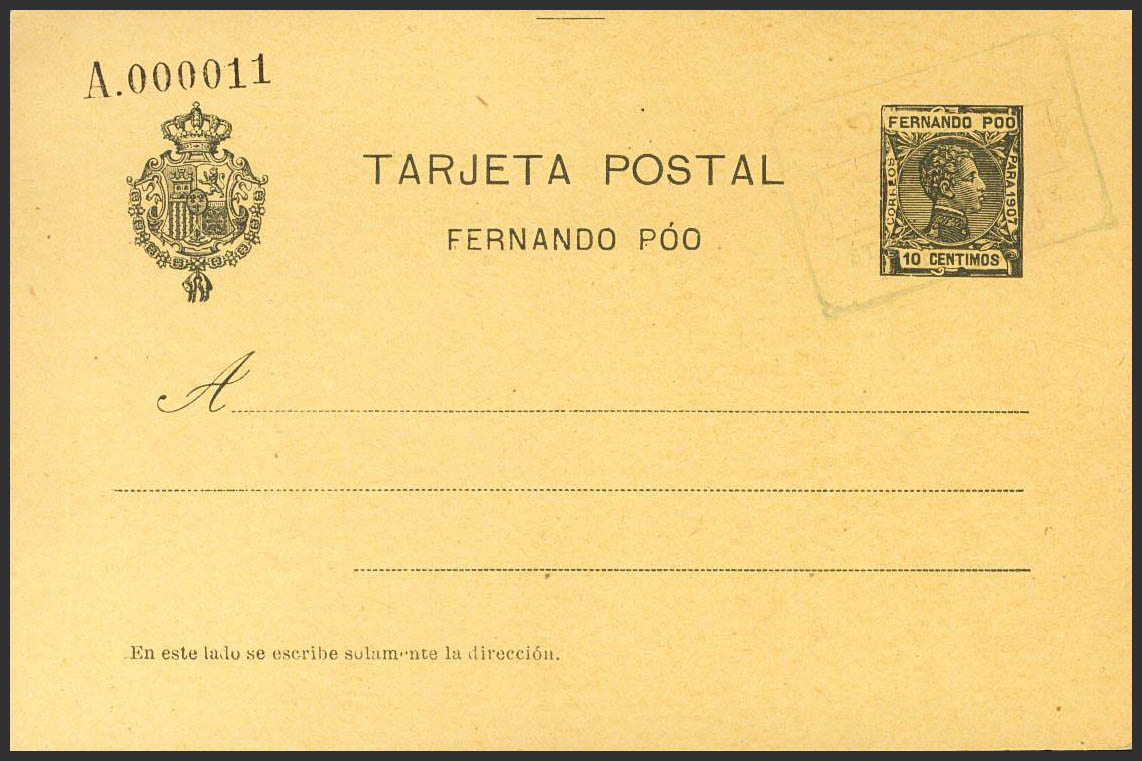 A.000011
TARJETA POSTAL
FERNANDO PÓO
FERNANDO POO
CORREOS
PARA 1907
10 CENTIMOS
A
En este lado se escribe solamente la dirección.